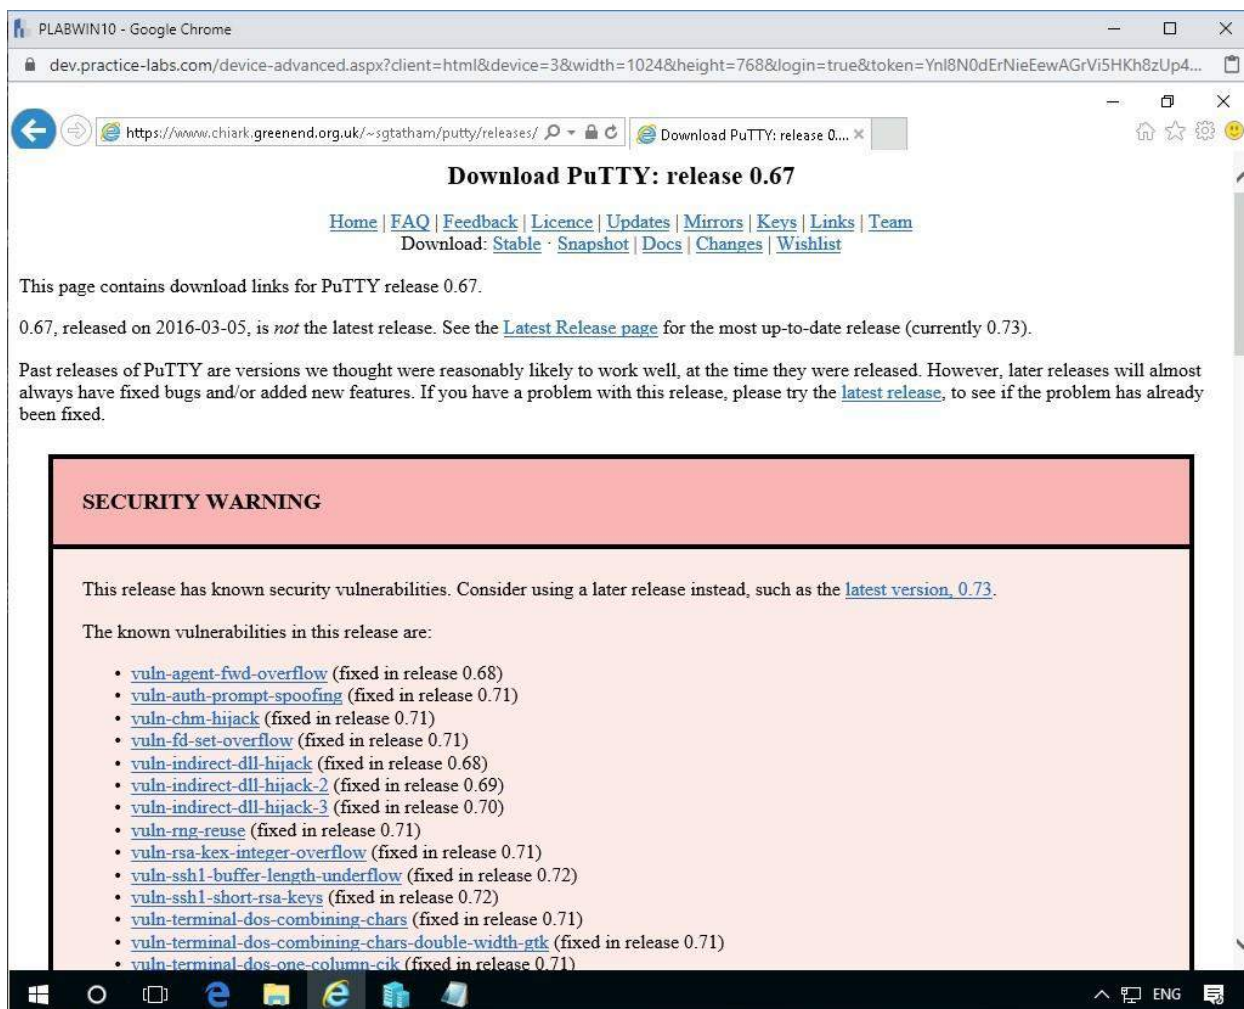 PLABWIN10 - Google Chrome
dev.practice-labs.com/device-advanced.aspx?client=html&device=3&width=1024&height=768&login=true&token=Ynl8N0dErNieEewAGrVi5HKh8zUp4...
https://www.chiark.greenend.org.uk/~sgtatham/putty/releases/ Download PuTTY: release 0....
Download PuTTY: release 0.67
Home | FAQ | Feedback | Licence | Updates | Mirrors | Keys | Links | Team
Download: Stable · Snapshot | Docs | Changes | Wishlist
This page contains download links for PuTTY release 0.67.
0.67, released on 2016-03-05, is not the latest release. See the Latest Release page for the most up-to-date release (currently 0.73).
Past releases of PuTTY are versions we thought were reasonably likely to work well, at the time they were released. However, later releases will almost
always have fixed bugs and/or added new features. If you have a problem with this release, please try the latest release, to see if the problem has already
been fixed.
SECURITY WARNING
This release has known security vulnerabilities. Consider using a later release instead, such as the latest version, 0.73.
The known vulnerabilities in this release are:
• vuln-agent-fwd-overflow (fixed in release 0.68)
• vuln-auth-prompt-spoofing (fixed in release 0.71)
• vuln-chm-hijack (fixed in release 0.71)
• vuln-fd-set-overflow (fixed in release 0.71)
• vuln-indirect-dll-hijack (fixed in release 0.68)
• vuln-indirect-dll-hijack-2 (fixed in release 0.69)
• vuln-indirect-dll-hijack-3 (fixed in release 0.70)
• vuln-rng-reuse (fixed in release 0.71)
• vuln-rsa-kex-integer-overflow (fixed in release 0.71)
• vuln-ssh1-buffer-length-underflow (fixed in release 0.72)
• vuln-ssh1-short-rsa-keys (fixed in release 0.72)
• vuln-terminal-dos-combining-chars (fixed in release 0.71)
• vuln-terminal-dos-combining-chars-double-width-gtk (fixed in release 0.71)
• vuln-terminal-dos-one-column-cjk (fixed in release 0.71)
ENG